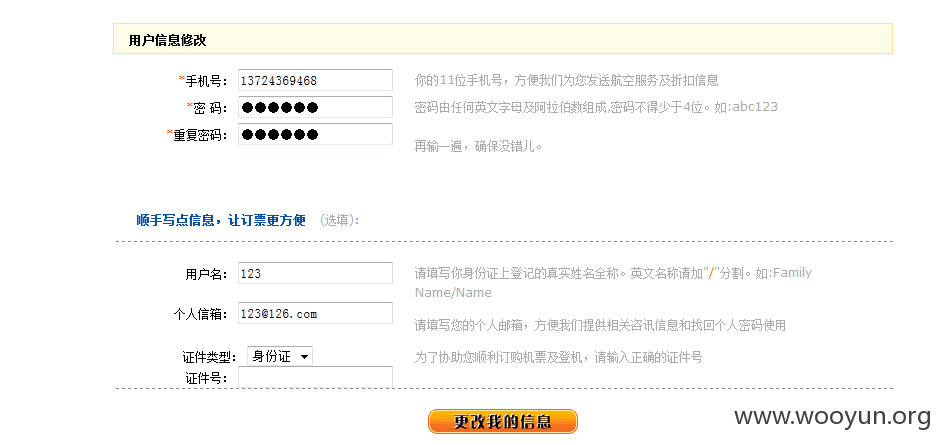 用户信息修改
*手机号： 13724369468 你的11位手机号，方便我们为您发送航空服务及折扣信息
*密 码： ●●●●●● 密码由任何英文字母及阿拉伯数组成,密码不得少于4位。如:abc123
*重复密码： ●●●●●● 再输一遍，确保没错儿。
顺手写点信息，让订票更方便 (选填)：
用户名： 123 请填写你身份证上登记的真实姓名全称。英文名称请加"/"分割。如:Family
Name/Name
个人信箱： 123@126.com 请填写您的个人邮箱，方便我们提供相关咨讯信息和找回个人密码使用
证件类型： 身份证 为了协助您顺利订购机票及登机，请输入正确的证件号
证件号：
更改我的信息
www.wooyun.org